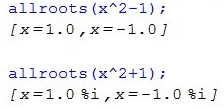 allroots(x^2-1);
[x=1.0,x=-1.0]
allroots(x^2+1);
[x=1.0 %i,x=-1.0 %i]